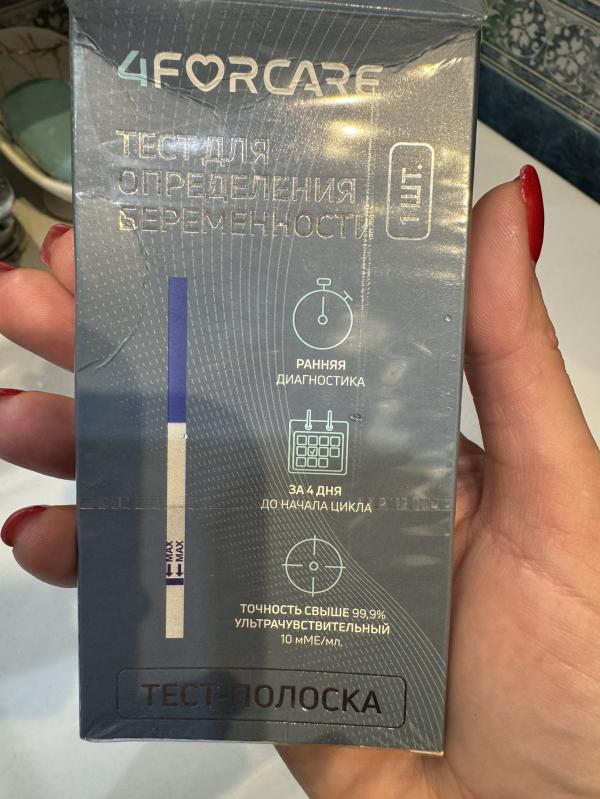 4FORCARE
ТЕСТ ДЛЯ
ОПРЕДЕЛЕНИЯ
БЕРЕМЕННОСТИ
1 ШТ.
РАННЯЯ
ДИАГНОСТИКА
ЗА 4 ДНЯ
ДО НАЧАЛА ЦИКЛА
MAX
MAX
ТОЧНОСТЬ СВЫШЕ 99,9%
УЛЬТРАЧУВСТВИТЕЛЬНЫЙ
10 мМЕ/мл.
ТЕСТ-ПОЛОСКА